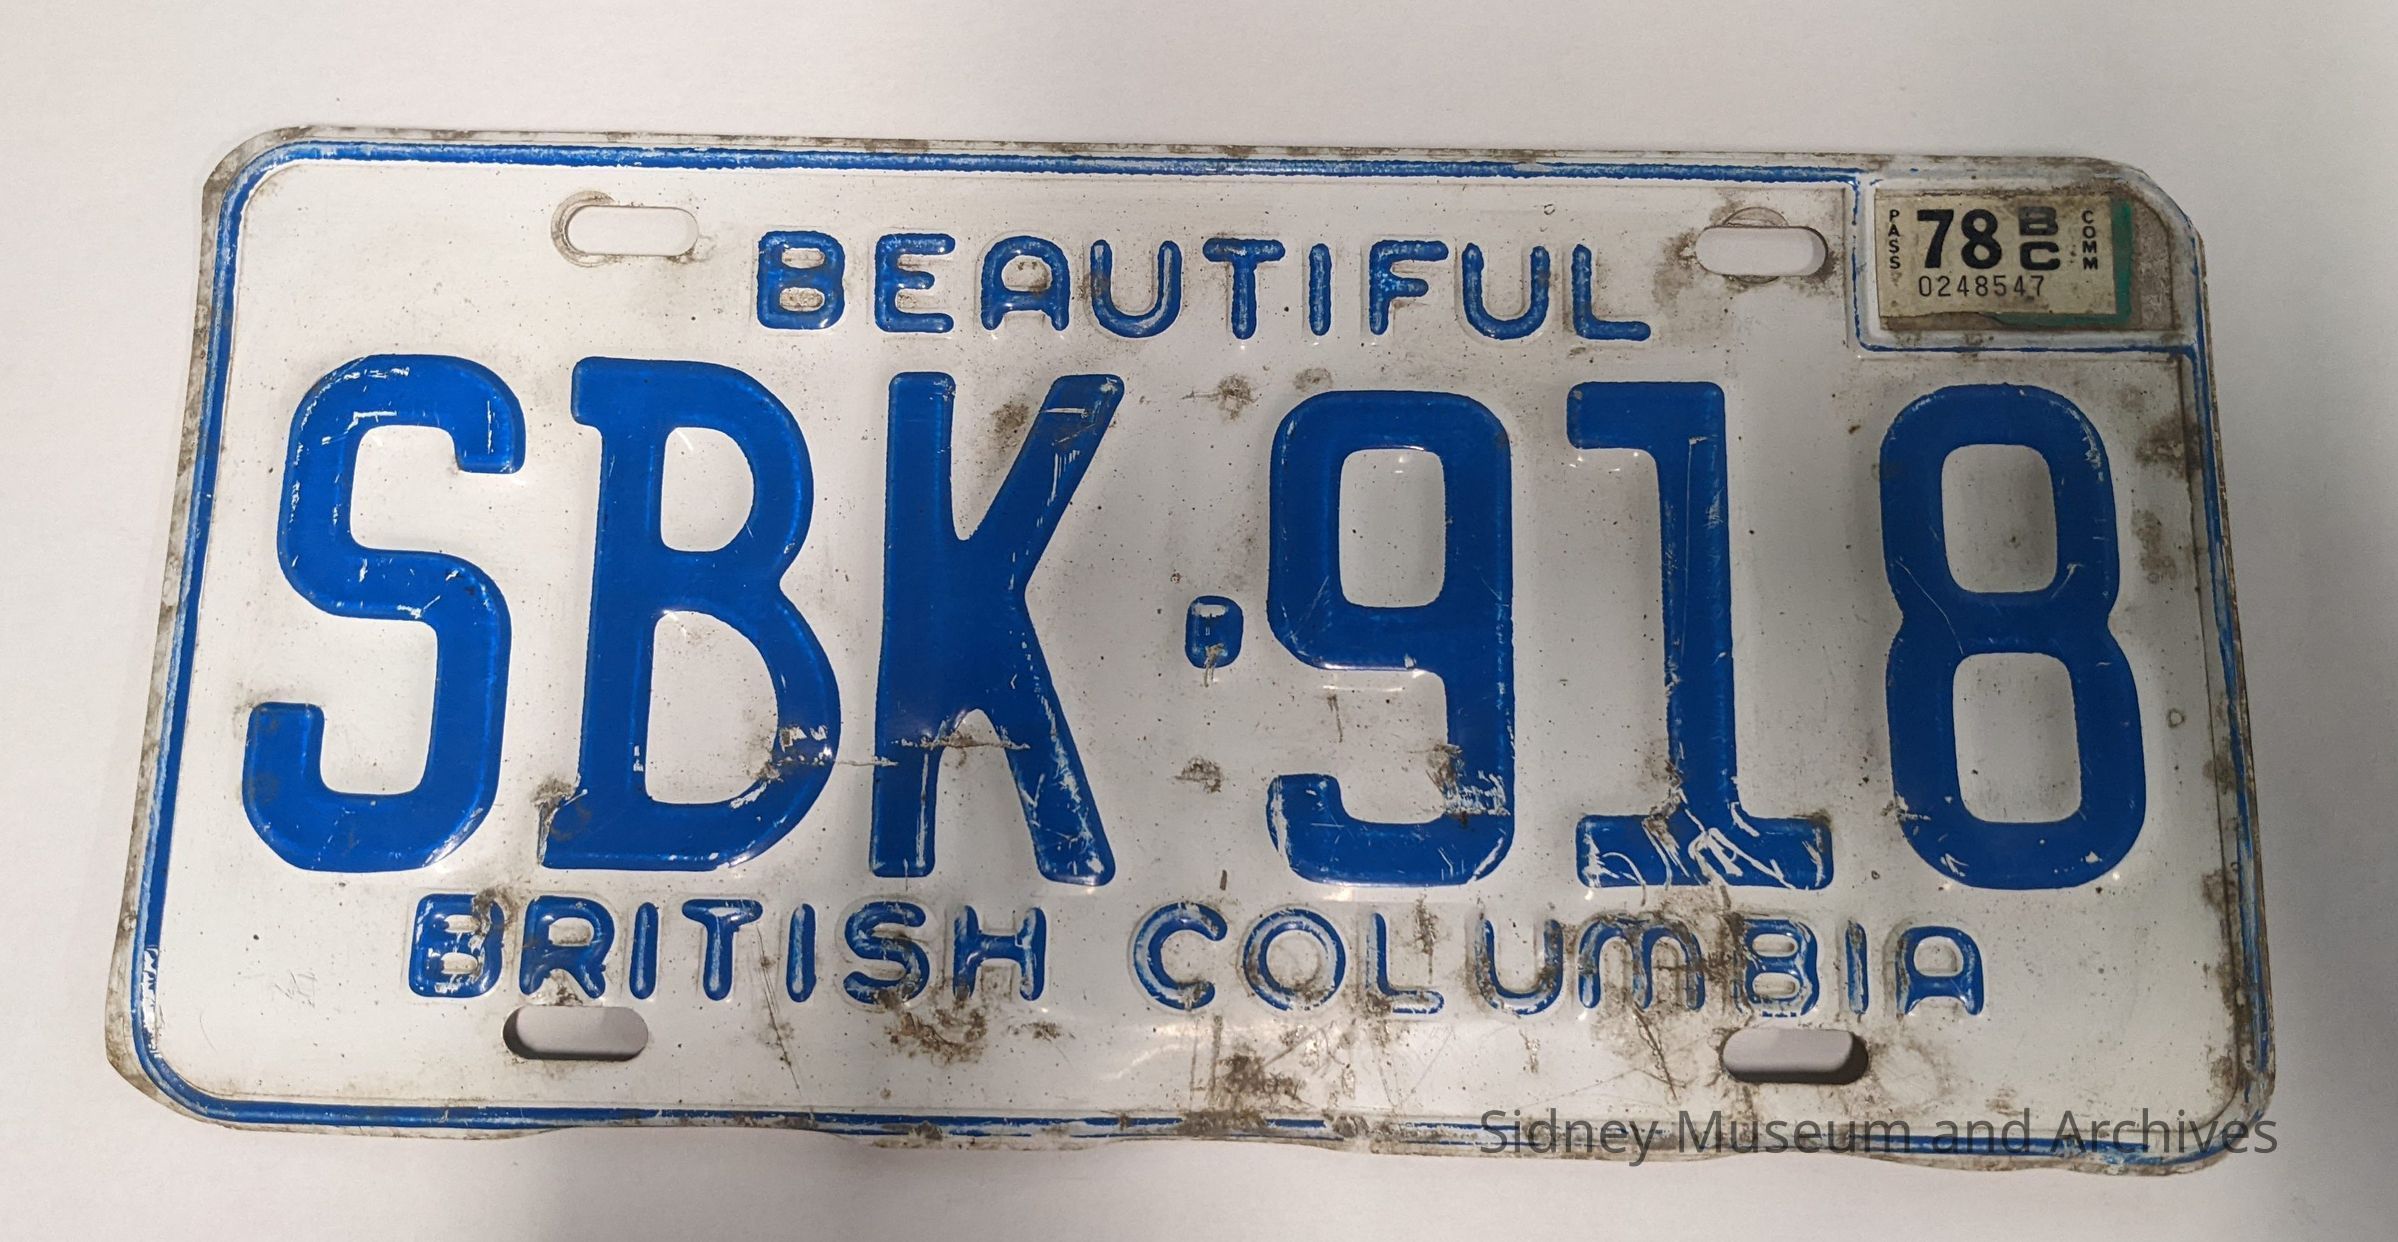 BEAUTIFUL
PASS 78 BC COMM
0248547
SBK·918
BRITISH COLUMBIA
Sidney Museum and Archives